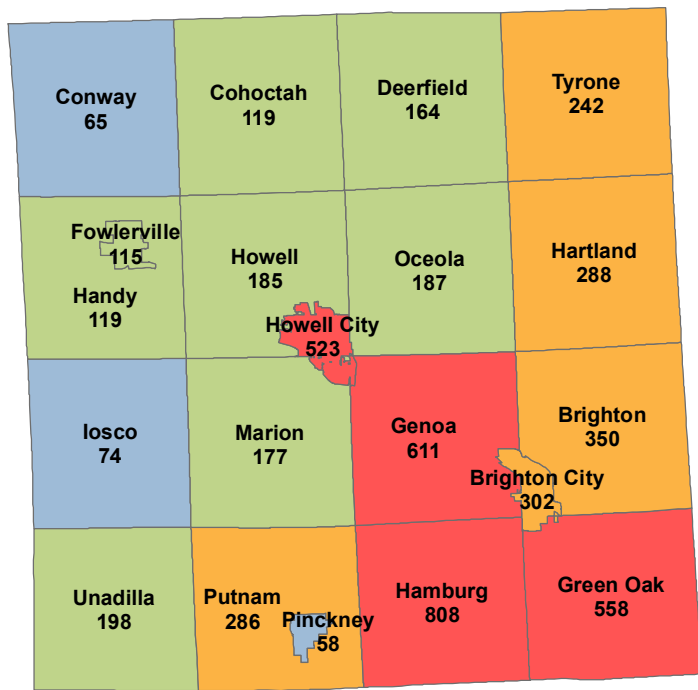 Conway
65
Cohoctah
119
Deerfield
164
Tyrone
242
Fowlerville
115
Handy
119
Howell
185
Oceola
187
Hartland
288
Howell City
523
Iosco
74
Marion
177
Genoa
611
Brighton
350
Brighton City
302
Unadilla
198
Putnam
286
Pinckney
58
Hamburg
808
Green Oak
558